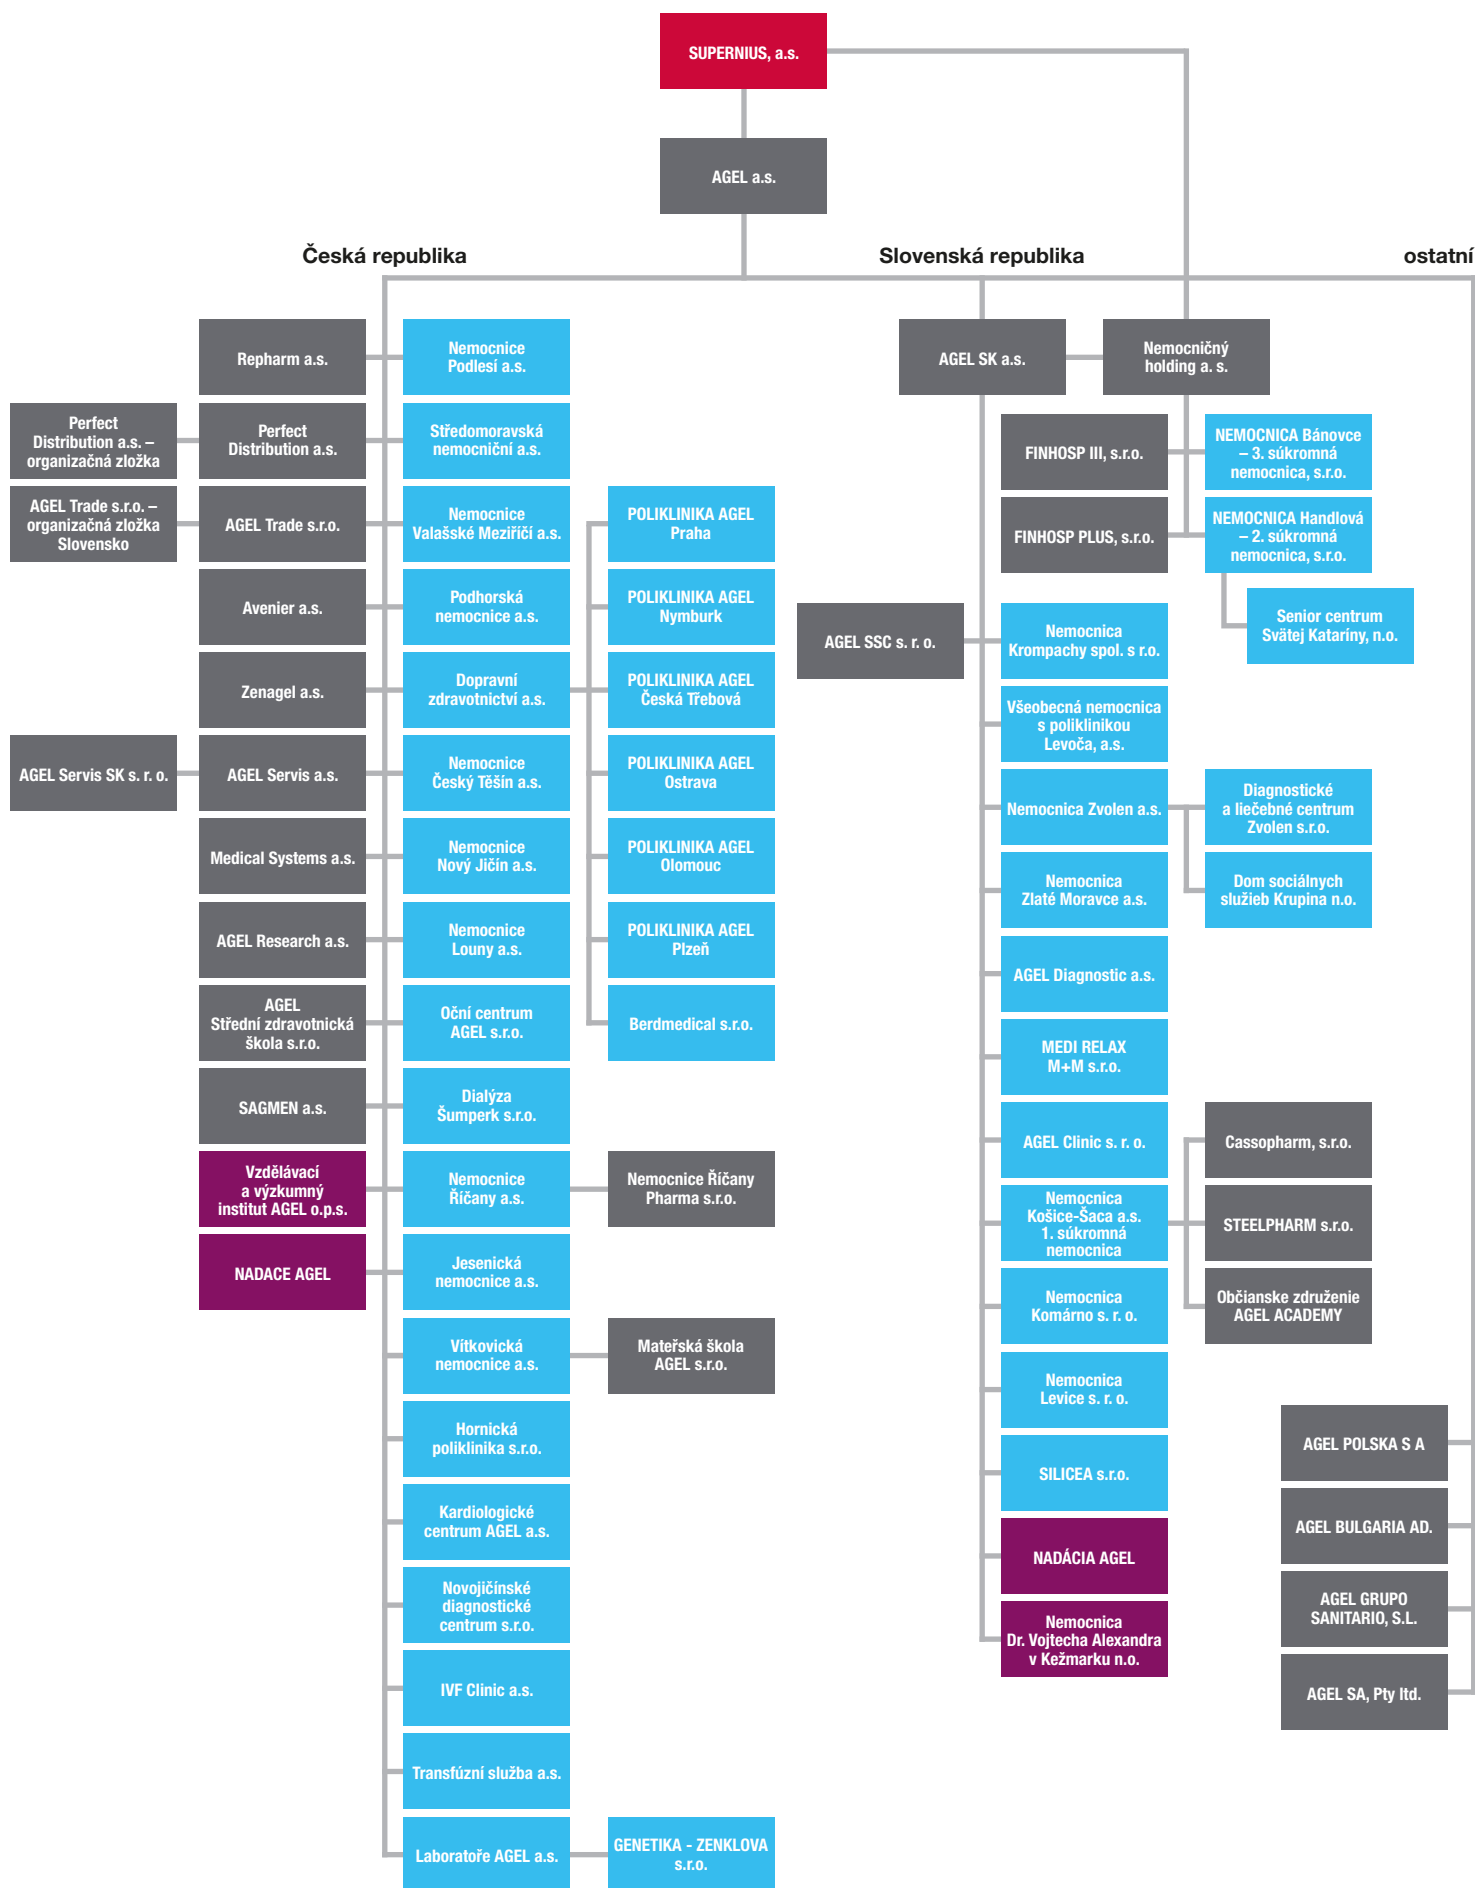 SUPERNIUS, a.s.
AGEL a.s.
Česká republika
Slovenská republika
ostatní
Repharm a.s.
Nemocnice
Podlesí a.s.
Perfect
Distribution a.s. –
organizačná zložka
Perfect
Distribution a.s.
Středomoravská
nemocniční a.s.
AGEL Trade s.r.o. –
organizačná zložka
Slovensko
AGEL Trade s.r.o.
Nemocnice
Valašské Meziříčí a.s.
Avenier a.s.
Podhorská
nemocnice a.s.
Zenagel a.s.
Dopravní
zdravotnictví a.s.
AGEL Servis SK s. r. o.
AGEL Servis a.s.
Nemocnice
Český Těšín a.s.
Medical Systems a.s.
Nemocnice
Nový Jičín a.s.
AGEL Research a.s.
Nemocnice
Louny a.s.
AGEL
Střední zdravotnická
škola s.r.o.
Oční centrum
AGEL s.r.o.
SAGMEN a.s.
Dialýza
Šumperk s.r.o.
Vzdělávací
a výzkumný
institut AGEL o.p.s.
Nemocnice
Říčany a.s.
Nemocnice Říčany
Pharma s.r.o.
NADACE AGEL
Jesenická
nemocnice a.s.
Vítkovická
nemocnice a.s.
Mateřská škola
AGEL s.r.o.
Hornická
poliklinika s.r.o.
Kardiologické
centrum AGEL a.s.
Novojičínské
diagnostické
centrum s.r.o.
IVF Clinic a.s.
Transfúzní služba a.s.
Laboratoře AGEL a.s.
GENETIKA - ZENKLOVA
s.r.o.
POLIKLINIKA AGEL
Praha
POLIKLINIKA AGEL
Nymburk
POLIKLINIKA AGEL
Česká Třebová
POLIKLINIKA AGEL
Ostrava
POLIKLINIKA AGEL
Olomouc
POLIKLINIKA AGEL
Plzeň
Berdmedical s.r.o.
AGEL SK a.s.
Nemocničný
holding a. s.
FINHOSP III, s.r.o.
NEMOCNICA Bánovce
– 3. súkromná
nemocnica, s.r.o.
FINHOSP PLUS, s.r.o.
NEMOCNICA Handlová
– 2. súkromná
nemocnica, s.r.o.
Senior centrum
Svätej Kataríny, n.o.
AGEL SSC s. r. o.
Nemocnica
Krompachy spol. s r.o.
Všeobecná nemocnica
s poliklinikou
Levoča, a.s.
Nemocnica Zvolen a.s.
Diagnostické
a liečebné centrum
Zvolen s.r.o.
Nemocnica
Zlaté Moravce a.s.
Dom sociálnych
služieb Krupina n.o.
AGEL Diagnostic a.s.
MEDI RELAX
M+M s.r.o.
AGEL Clinic s. r. o.
Cassopharm, s.r.o.
Nemocnica
Košice-Šaca a.s.
1. súkromná
nemocnica
STEELPHARM s.r.o.
Nemocnica
Komárno s. r. o.
Občianske združenie
AGEL ACADEMY
Nemocnica
Levice s. r. o.
SILICEA s.r.o.
NADÁCIA AGEL
Nemocnica
Dr. Vojtecha Alexandra
v Kežmarku n.o.
AGEL POLSKA S A
AGEL BULGARIA AD.
AGEL GRUPO
SANITARIO, S.L.
AGEL SA, Pty ltd.